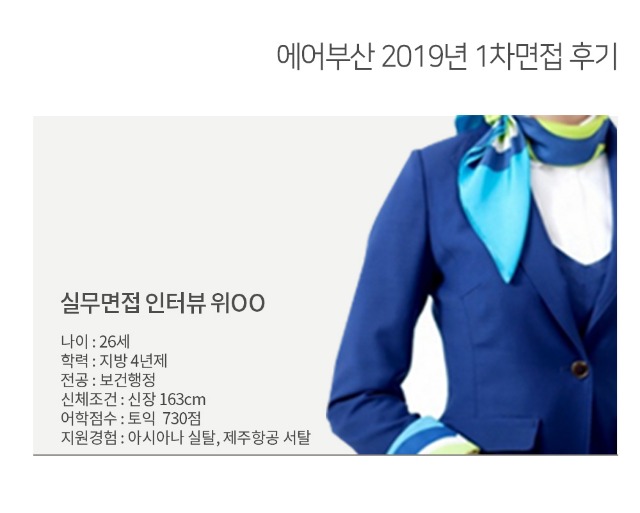 에어부산 2019년 1차면접 후기
실무면접 인터뷰 위OO
나이 : 26세
학력 : 지방 4년제
전공 : 보건행정
신체조건 : 신장 163cm
어학점수 : 토익 730점
지원경험 : 아시아나 실탈, 제주항공 서탈